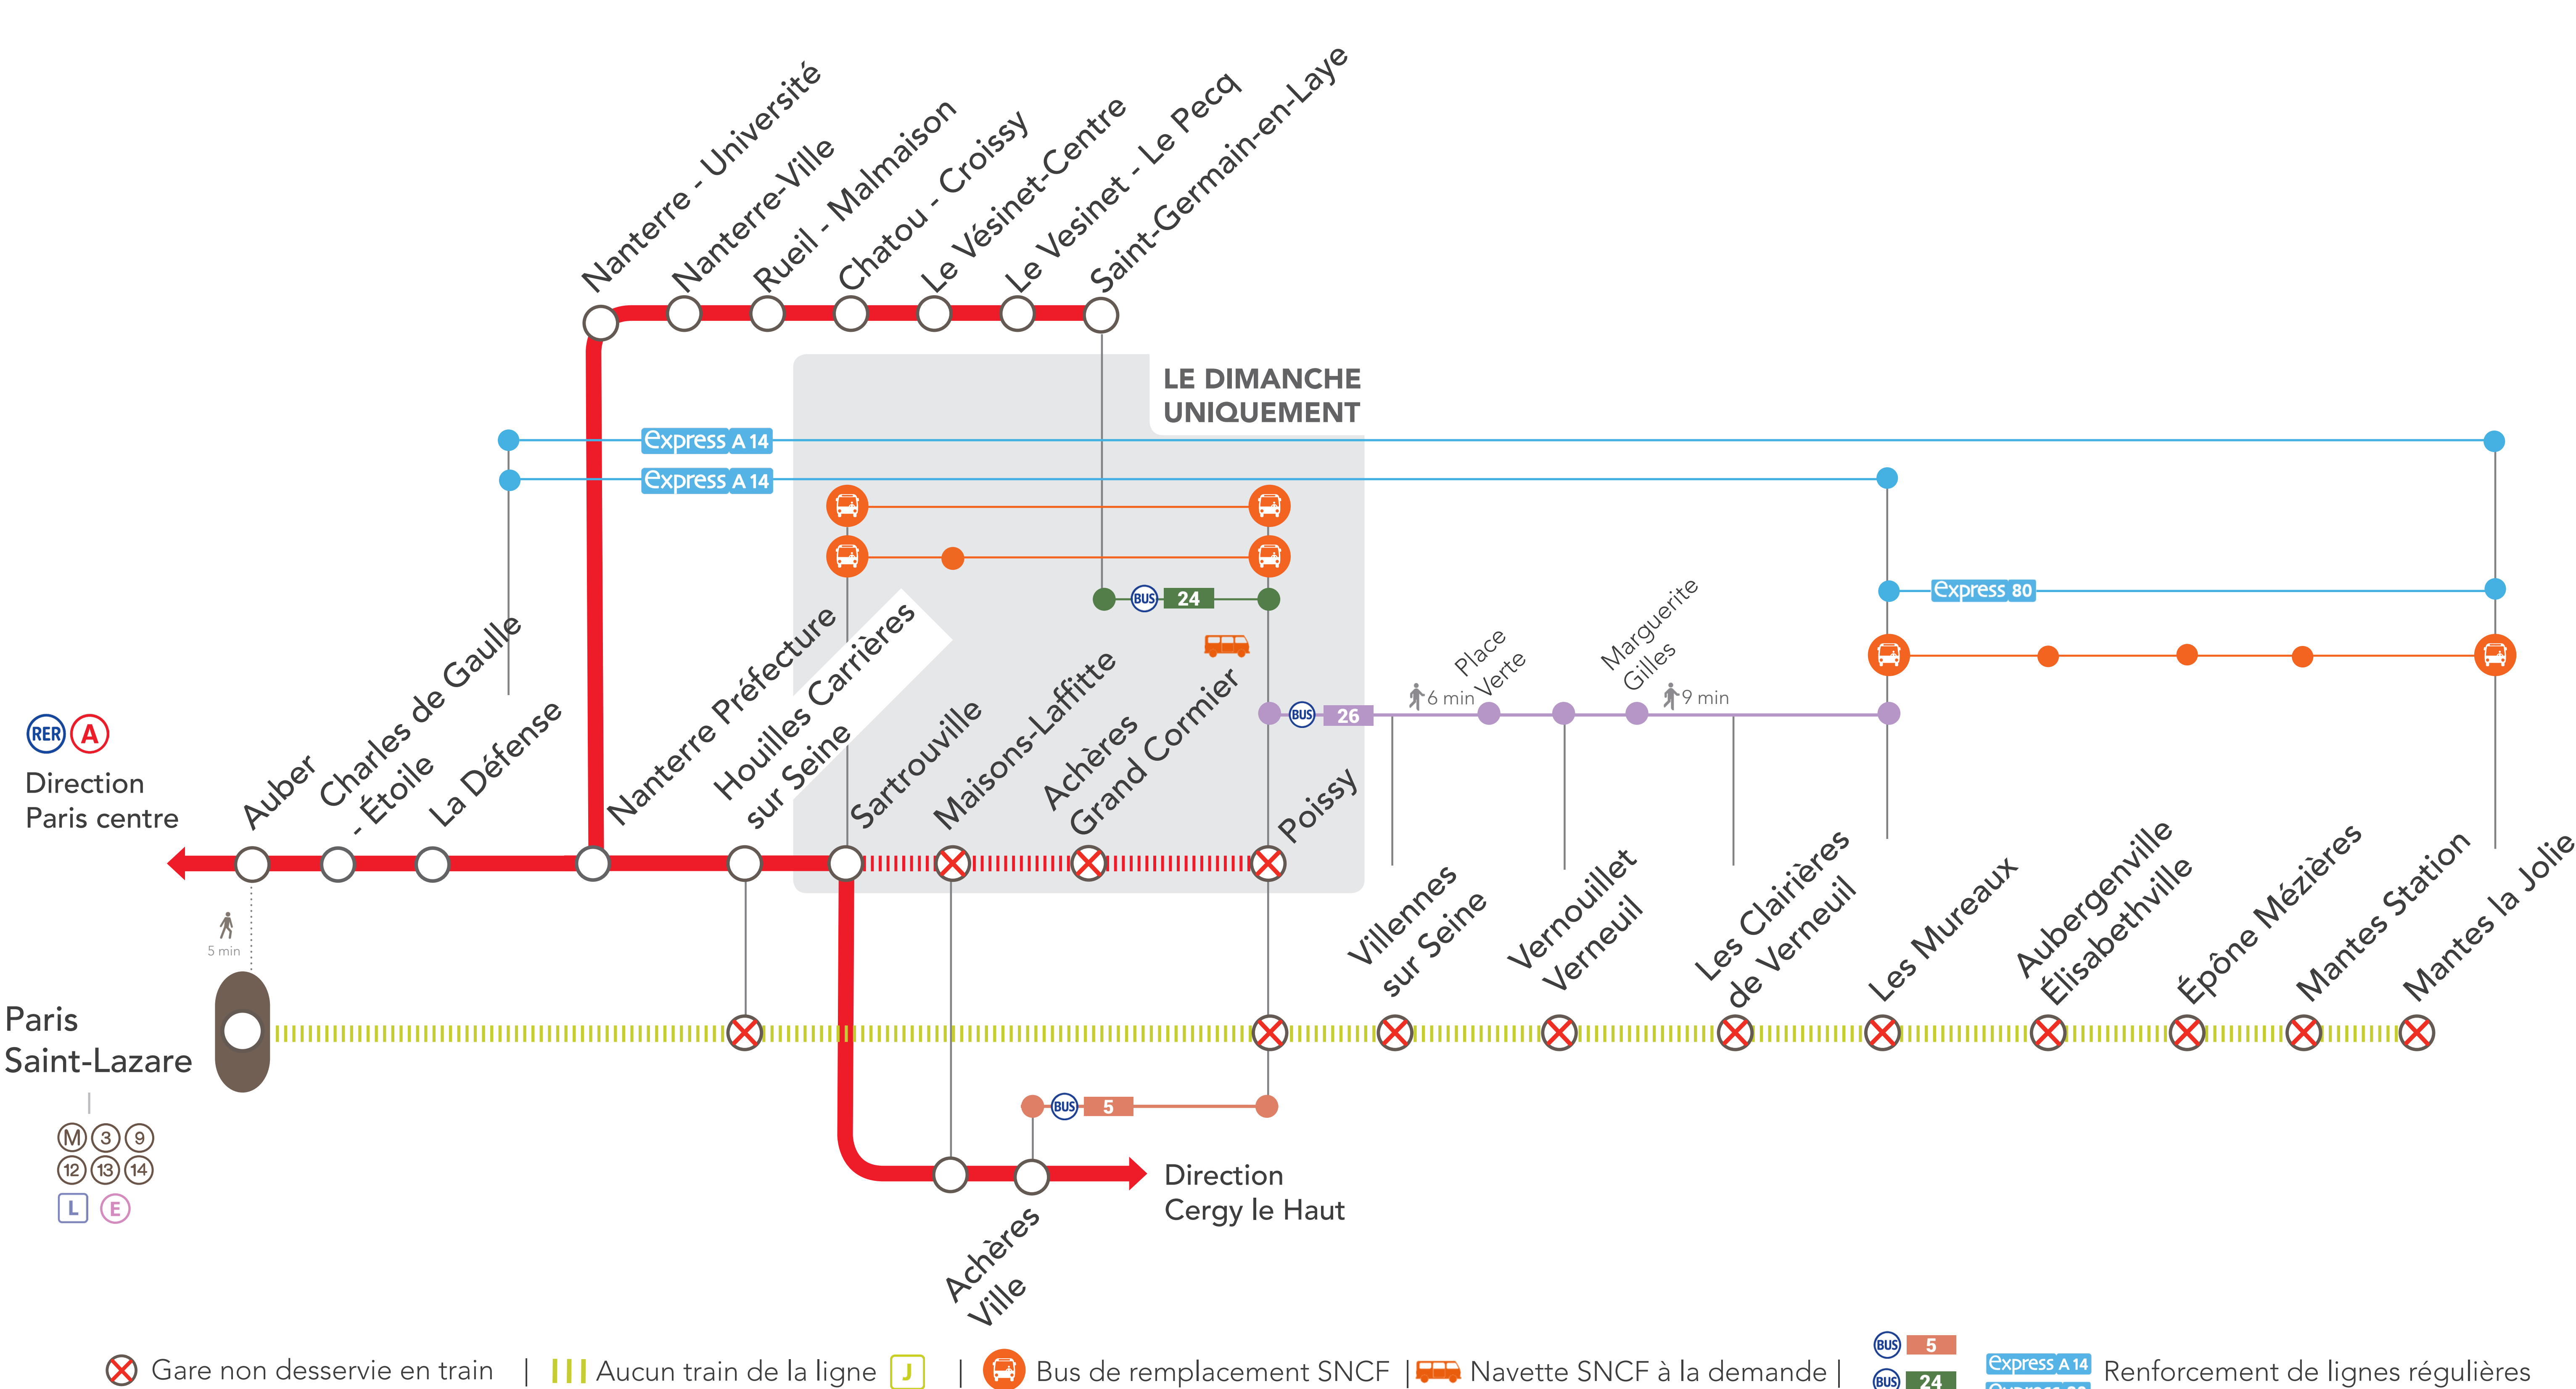 Nanterre - Université
Nanterre-Ville
Rueil - Malmaison
Chatou - Croissy
Le Vésinet-Centre
Le Vesinet - Le Pecq
Saint-Germain-en-Laye
LE DIMANCHE
UNIQUEMENT
express A 14
express A 14
BUS 24
express 80
BUS 26
6 min
Place
Verte
Marguerite
Gilles
9 min
RER A
Direction
Paris centre
Auber
Charles de Gaulle
- Étoile
La Défense
Nanterre Préfecture
Houilles Carrières
sur Seine
Sartrouville
Maisons-Laffitte
Achères
Grand Cormier
Poissy
5 min
Paris
Saint-Lazare
M 3 9
12 13 14
L E
Villennes
sur Seine
Vernouillet
Verneuil
Les Clairières
de Verneuil
Les Mureaux
Aubergenville
Élisabethville
Épône Mézières
Mantes Station
Mantes la Jolie
BUS 5
Direction
Cergy le Haut
Achères
Ville
Gare non desservie en train | Aucun train de la ligne J | Bus de remplacement SNCF | Navette SNCF à la demande |
BUS 5
BUS 24
express A 14
Renforcement de lignes régulières